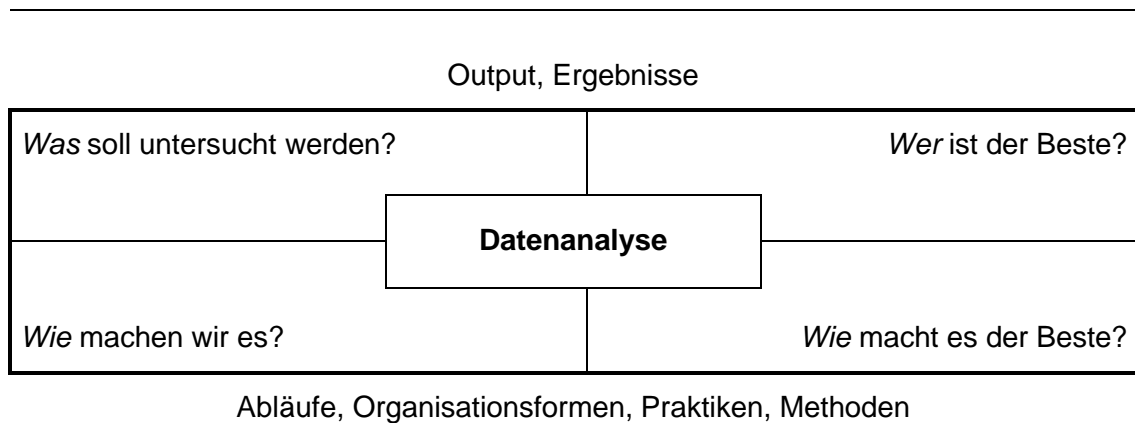 Output, Ergebnisse
Was soll untersucht werden?
Wer ist der Beste?
Datenanalyse
Wie machen wir es?
Wie macht es der Beste?
Abläufe, Organisationsformen, Praktiken, Methoden